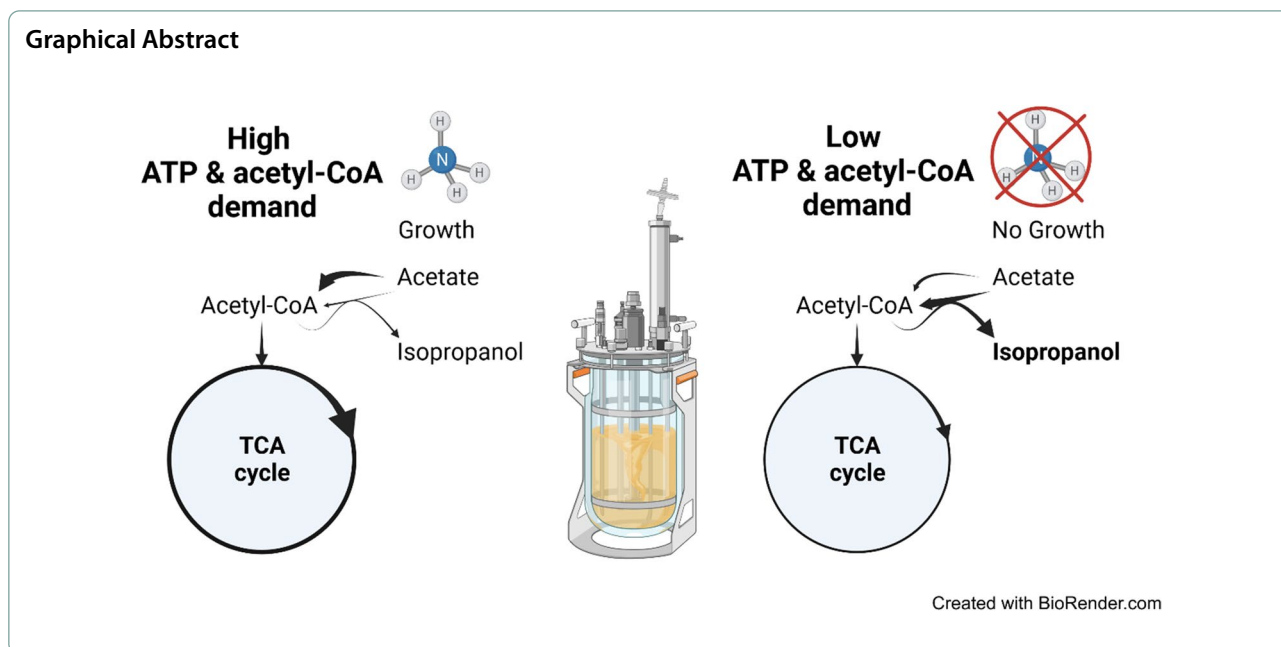 Graphical Abstract
High
ATP & acetyl-CoA
demand
H
N
H
H
H
Growth
Acetate
Acetyl-CoA
Isopropanol
TCA
cycle
Low
ATP & acetyl-CoA
demand
H
N
H
H
H
No Growth
Acetate
Acetyl-CoA
Isopropanol
TCA
cycle
Created with BioRender.com